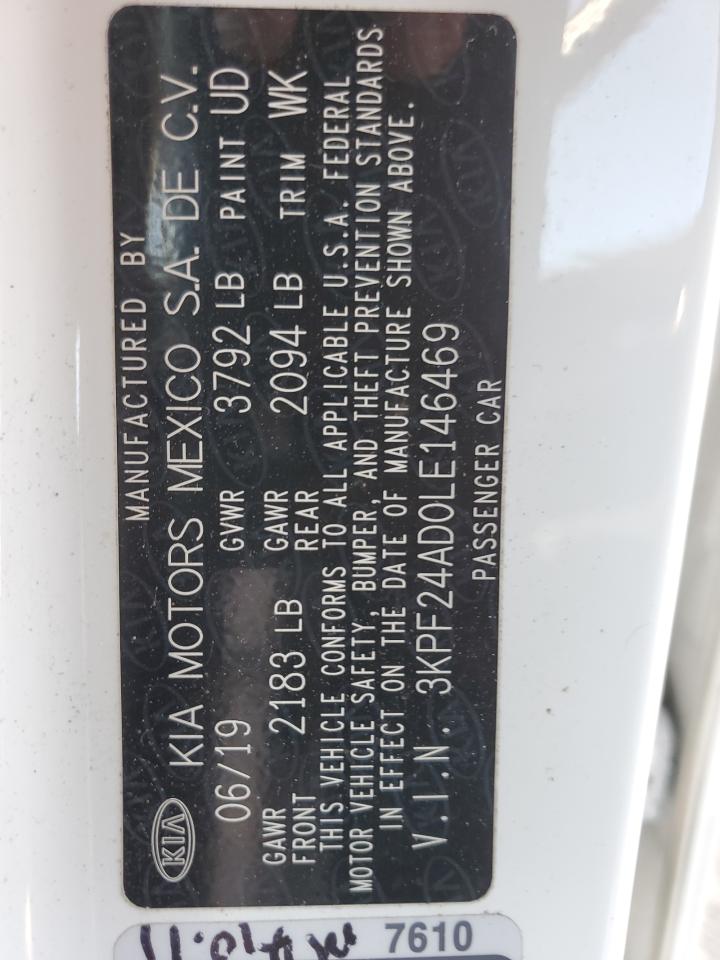 MANUFACTURED BY
KIA KIA MOTORS MEXICO S.A. DE C.V.
06/19 GVWR 3792 LB PAINT UD
GAWR FRONT 2183 LB GAWR REAR 2094 LB TRIM WK
THIS VEHICLE CONFORMS TO ALL APPLICABLE U.S.A. FEDERAL
MOTOR VEHICLE SAFETY, BUMPER, AND THEFT PREVENTION STANDARDS
IN EFFECT ON THE DATE OF MANUFACTURE SHOWN ABOVE.
V.I.N. 3KPF24AD0LE146469
PASSENGER CAR
7610